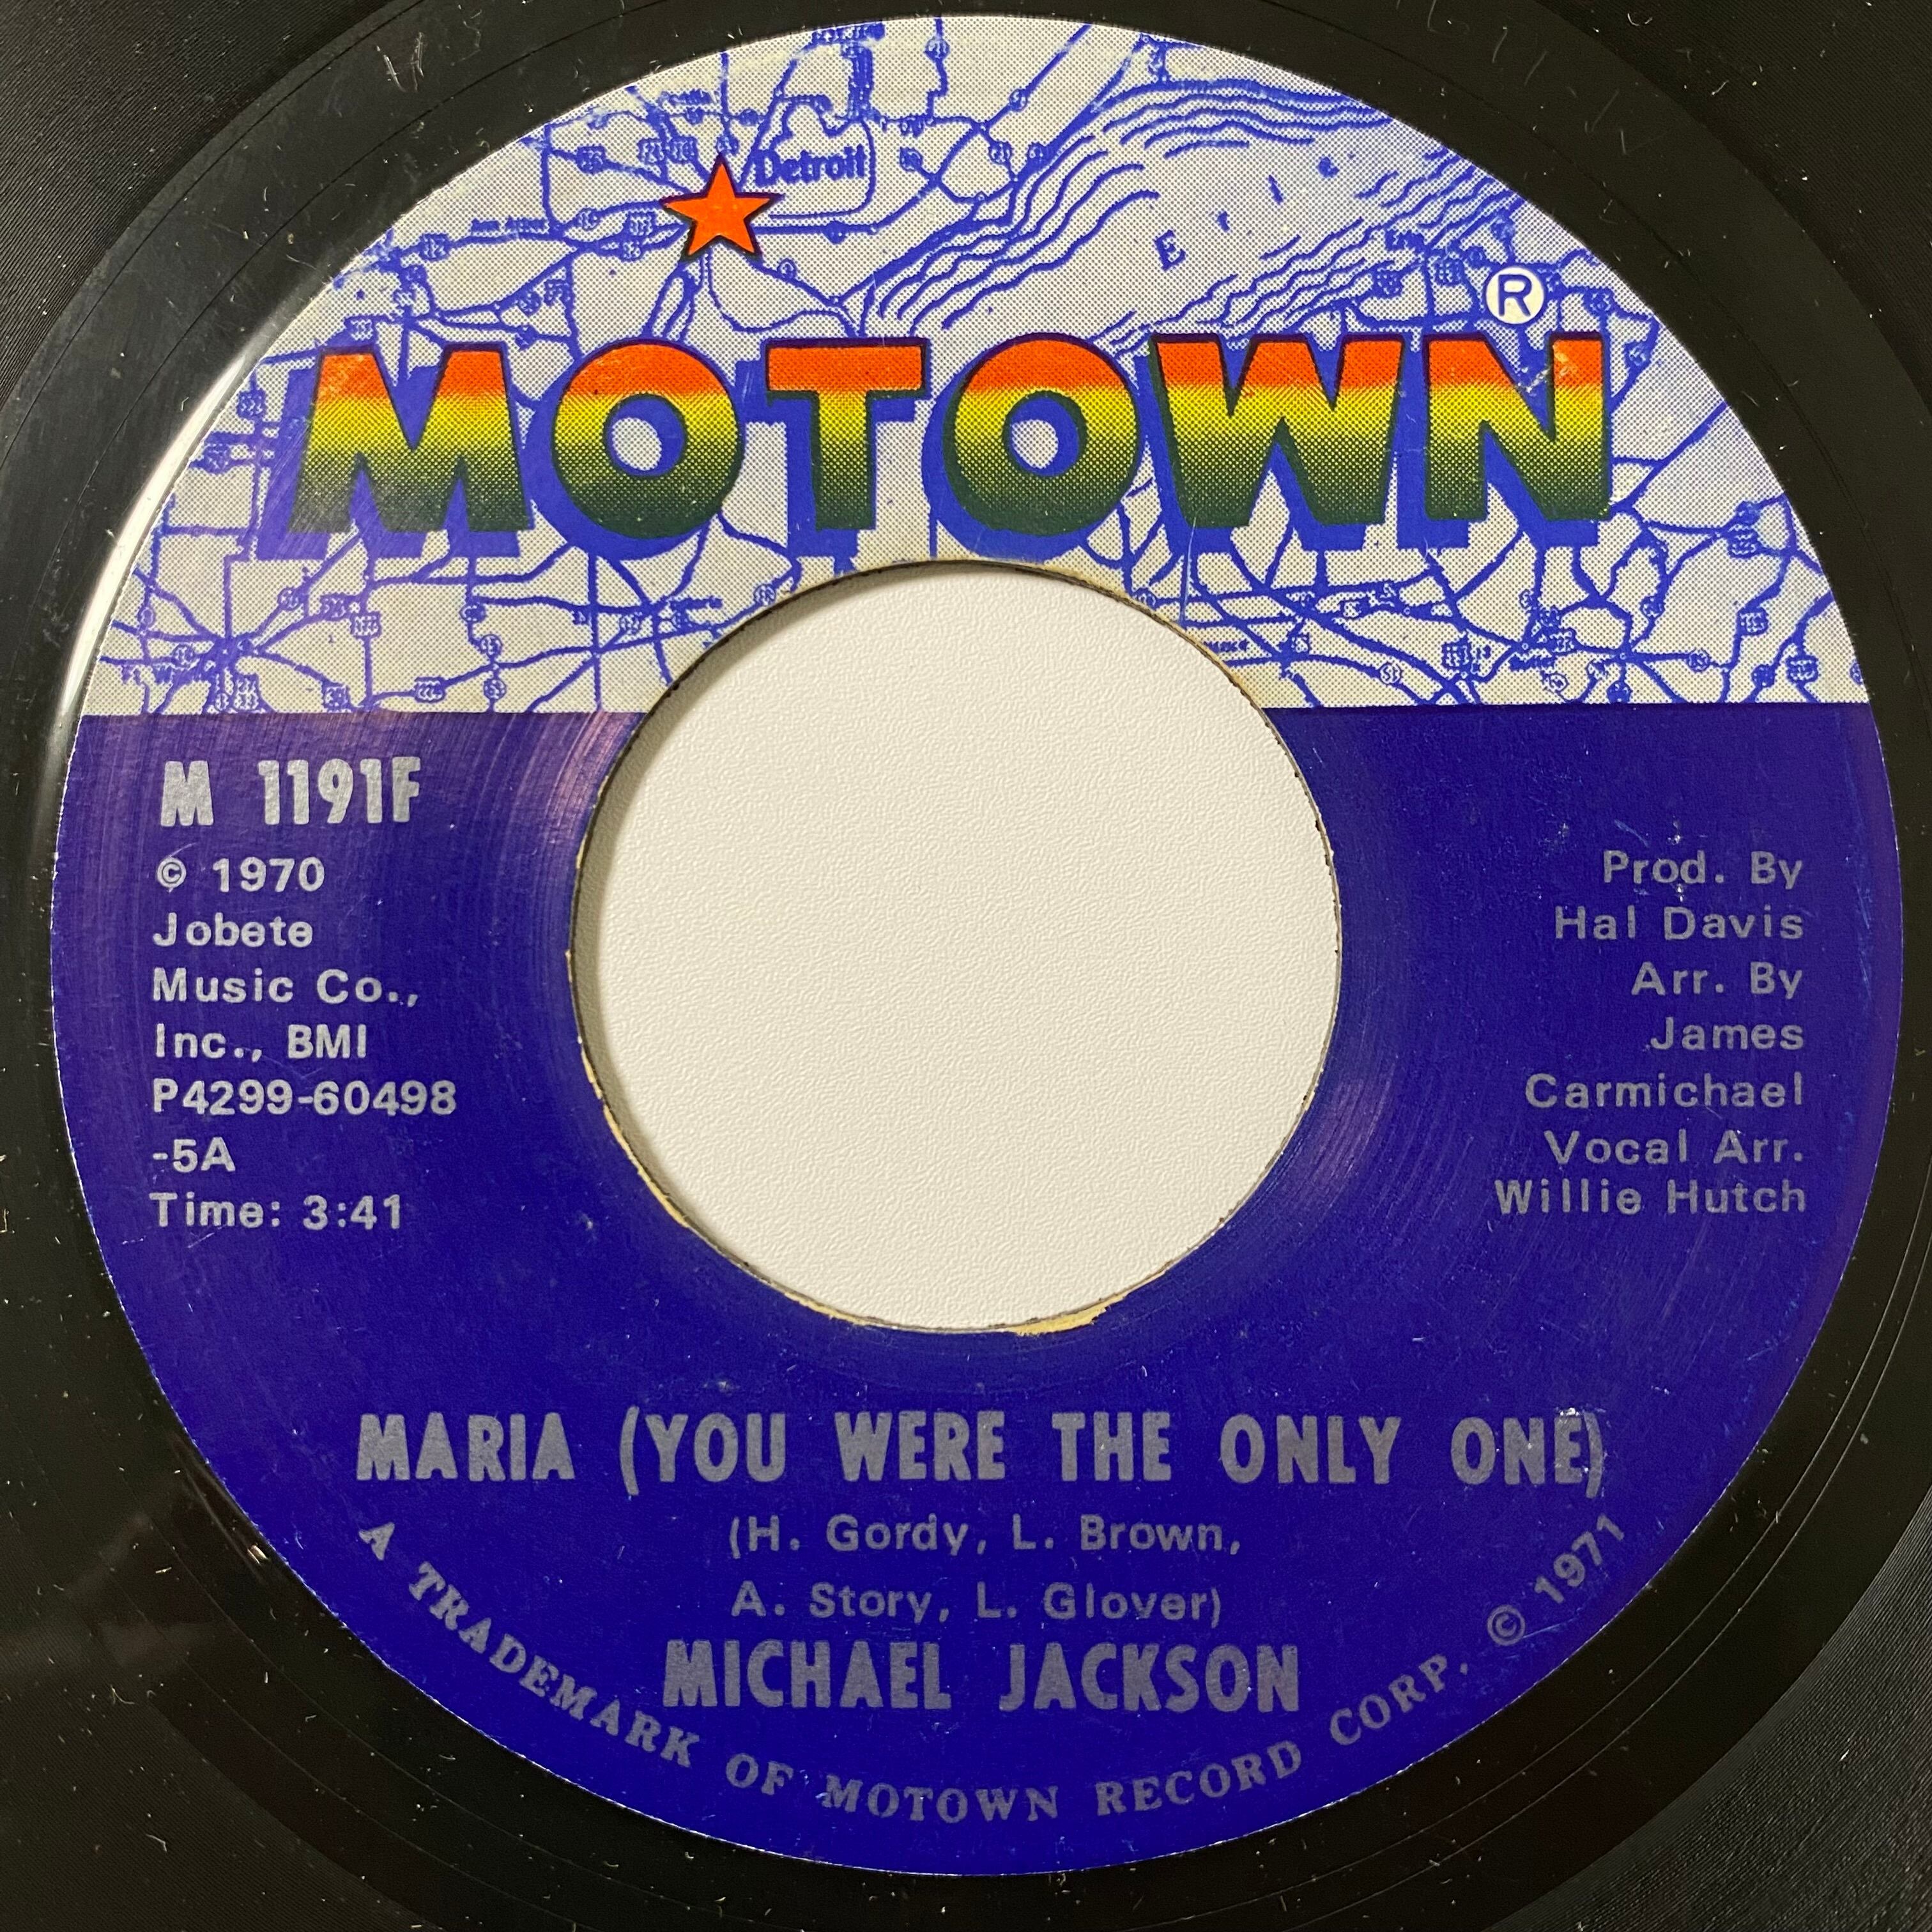 Detroit
Erie
MOTOWN®
M 1191F
© 1970
Jobete
Music Co.,
Inc., BMI
P4299-60498
-5A
Time: 3:41
Prod. By
Hal Davis
Arr. By
James
Carmichael
Vocal Arr.
Willie Hutch
MARIA (YOU WERE THE ONLY ONE)
(H. Gordy, L. Brown,
A. Story, L. Glover)
MICHAEL JACKSON
A TRADEMARK OF MOTOWN RECORD CORP. © 1971